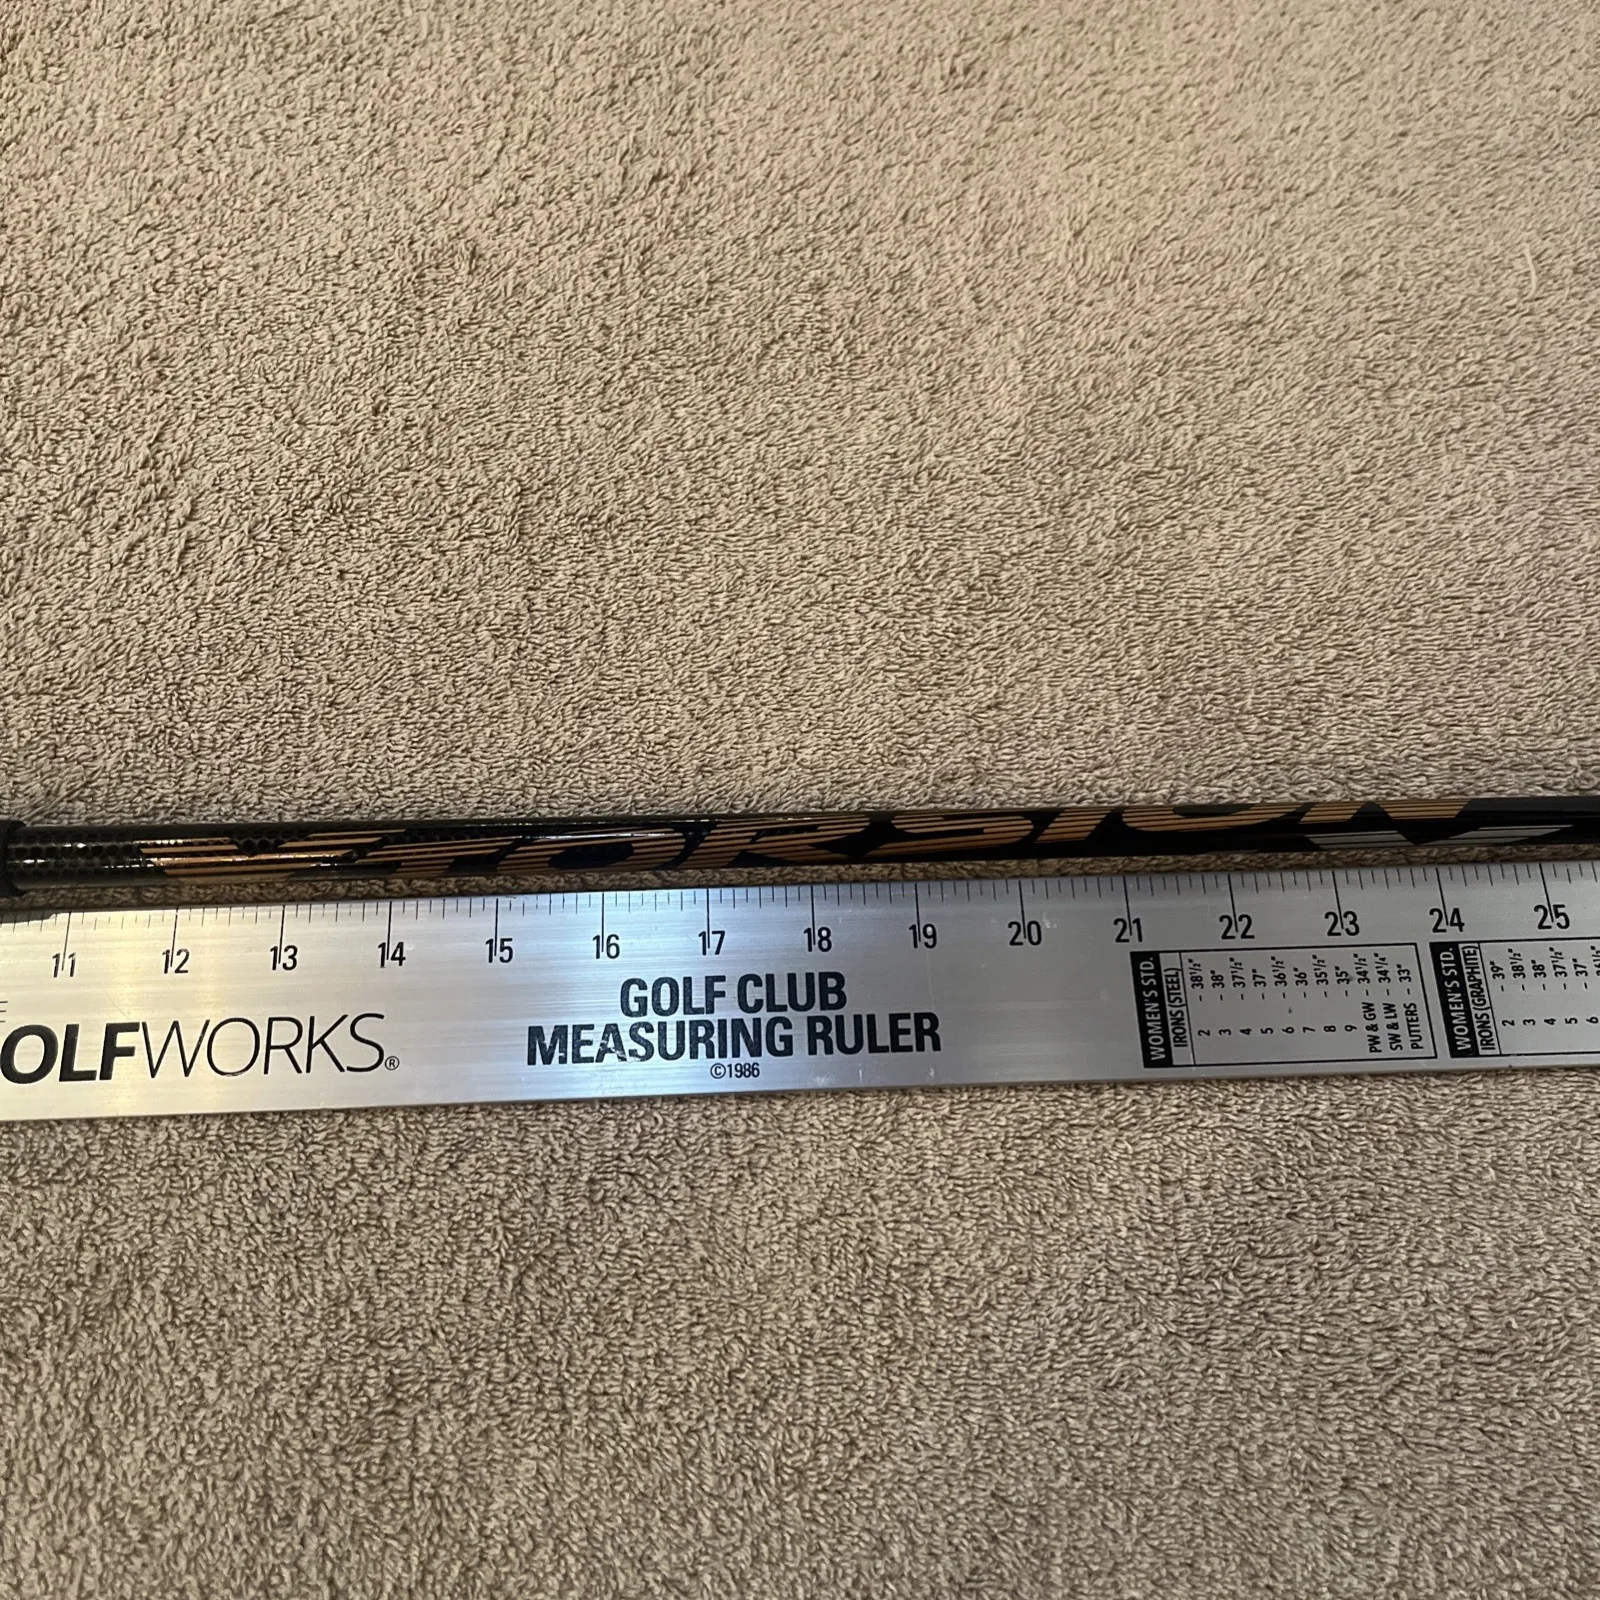 TORSION
11 12 13 14 15 16 17 18 19 20 21 22 23 24 25
OLFWORKS®
GOLF CLUB
MEASURING RULER
©1986
WOMEN'S STD.
IRONS (STEEL)
2 - 38½"
3 - 38"
4 - 37½"
5 - 37"
6 - 36½"
7 - 36"
8 - 35½"
9 - 35"
PW & GW - 34½"
SW & LW - 34¼"
PUTTERS - 33"
WOMEN'S STD.
IRONS (GRAPHITE)
2 - 39"
3 - 38½"
4 - 38"
5 - 37½"
6 - 37"